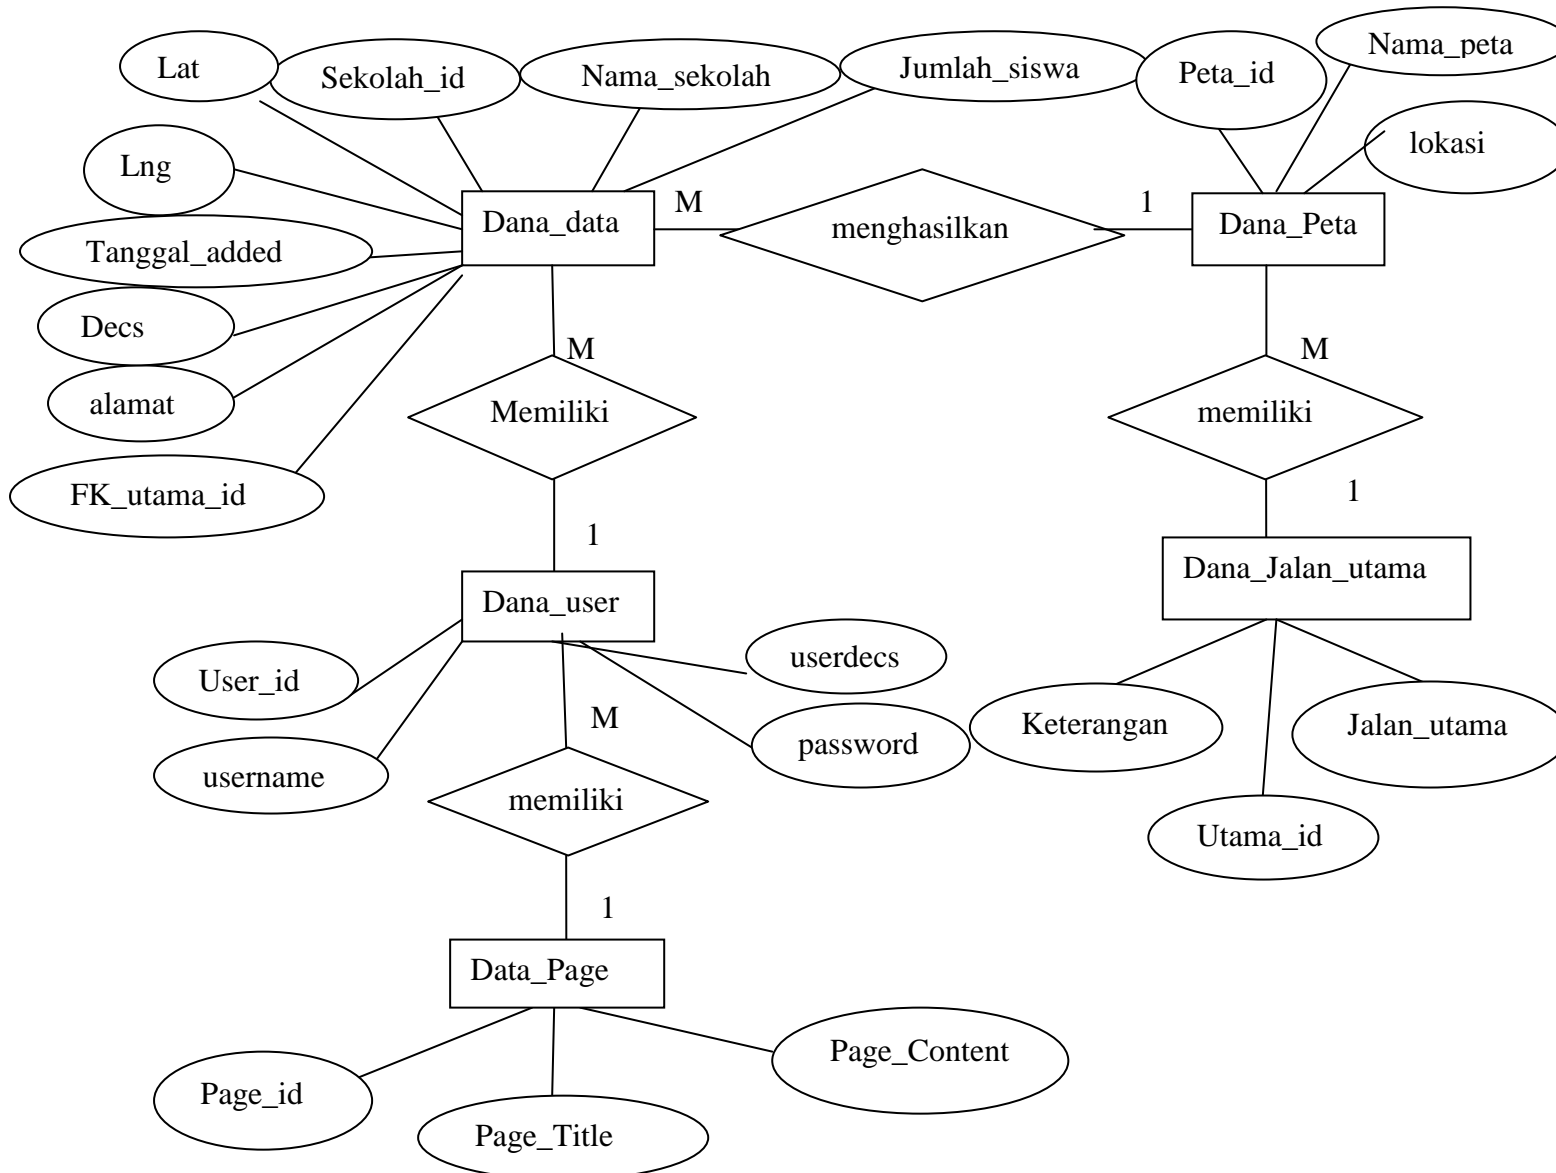 Lat
Sekolah_id
Nama_sekolah
Jumlah_siswa
Peta_id
Nama_peta
lokasi
Lng
Tanggal_added
Decs
alamat
FK_utama_id
Dana_data
M
menghasilkan
1
Dana_Peta
M
Memiliki
1
M
memiliki
1
Dana_user
Dana_Jalan_utama
User_id
username
userdecs
password
M
memiliki
1
Keterangan
Jalan_utama
Utama_id
Data_Page
Page_id
Page_Title
Page_Content